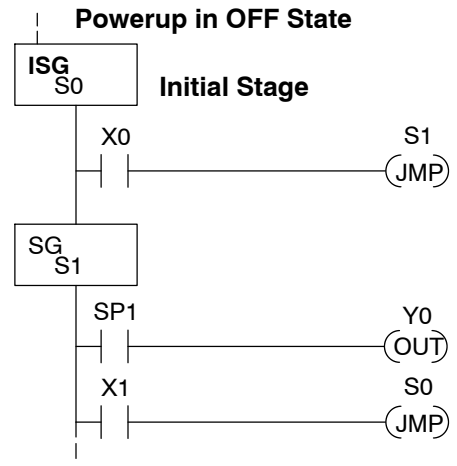 Powerup in OFF State
ISG
S0
Initial Stage
X0
S1
JMP
SG
S1
SP1
Y0
OUT
X1
S0
JMP